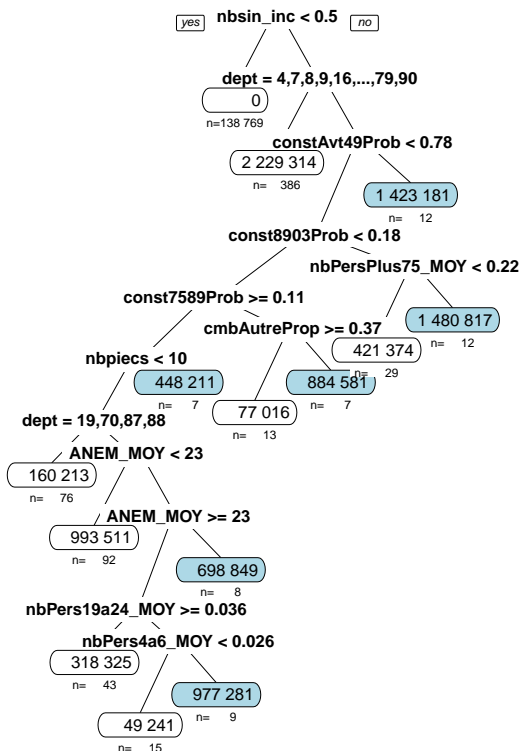 nbsin_inc < 0.5
yes
no
dept = 4,7,8,9,16,...,79,90
0
n=138 769
constAvt49Prob < 0.78
2 229 314
n= 386
1 423 181
n= 12
const8903Prob < 0.18
nbPersPlus75_MOY < 0.22
const7589Prob >= 0.11
1 480 817
n= 12
cmbAutreProp >= 0.37
421 374
n= 29
nbpiecs < 10
448 211
n= 7
884 581
n= 7
77 016
n= 13
dept = 19,70,87,88
ANEM_MOY < 23
160 213
n= 76
ANEM_MOY >= 23
993 511
n= 92
698 849
n= 8
nbPers19a24_MOY >= 0.036
nbPers4a6_MOY < 0.026
318 325
n= 43
977 281
n= 9
49 241
n= 15